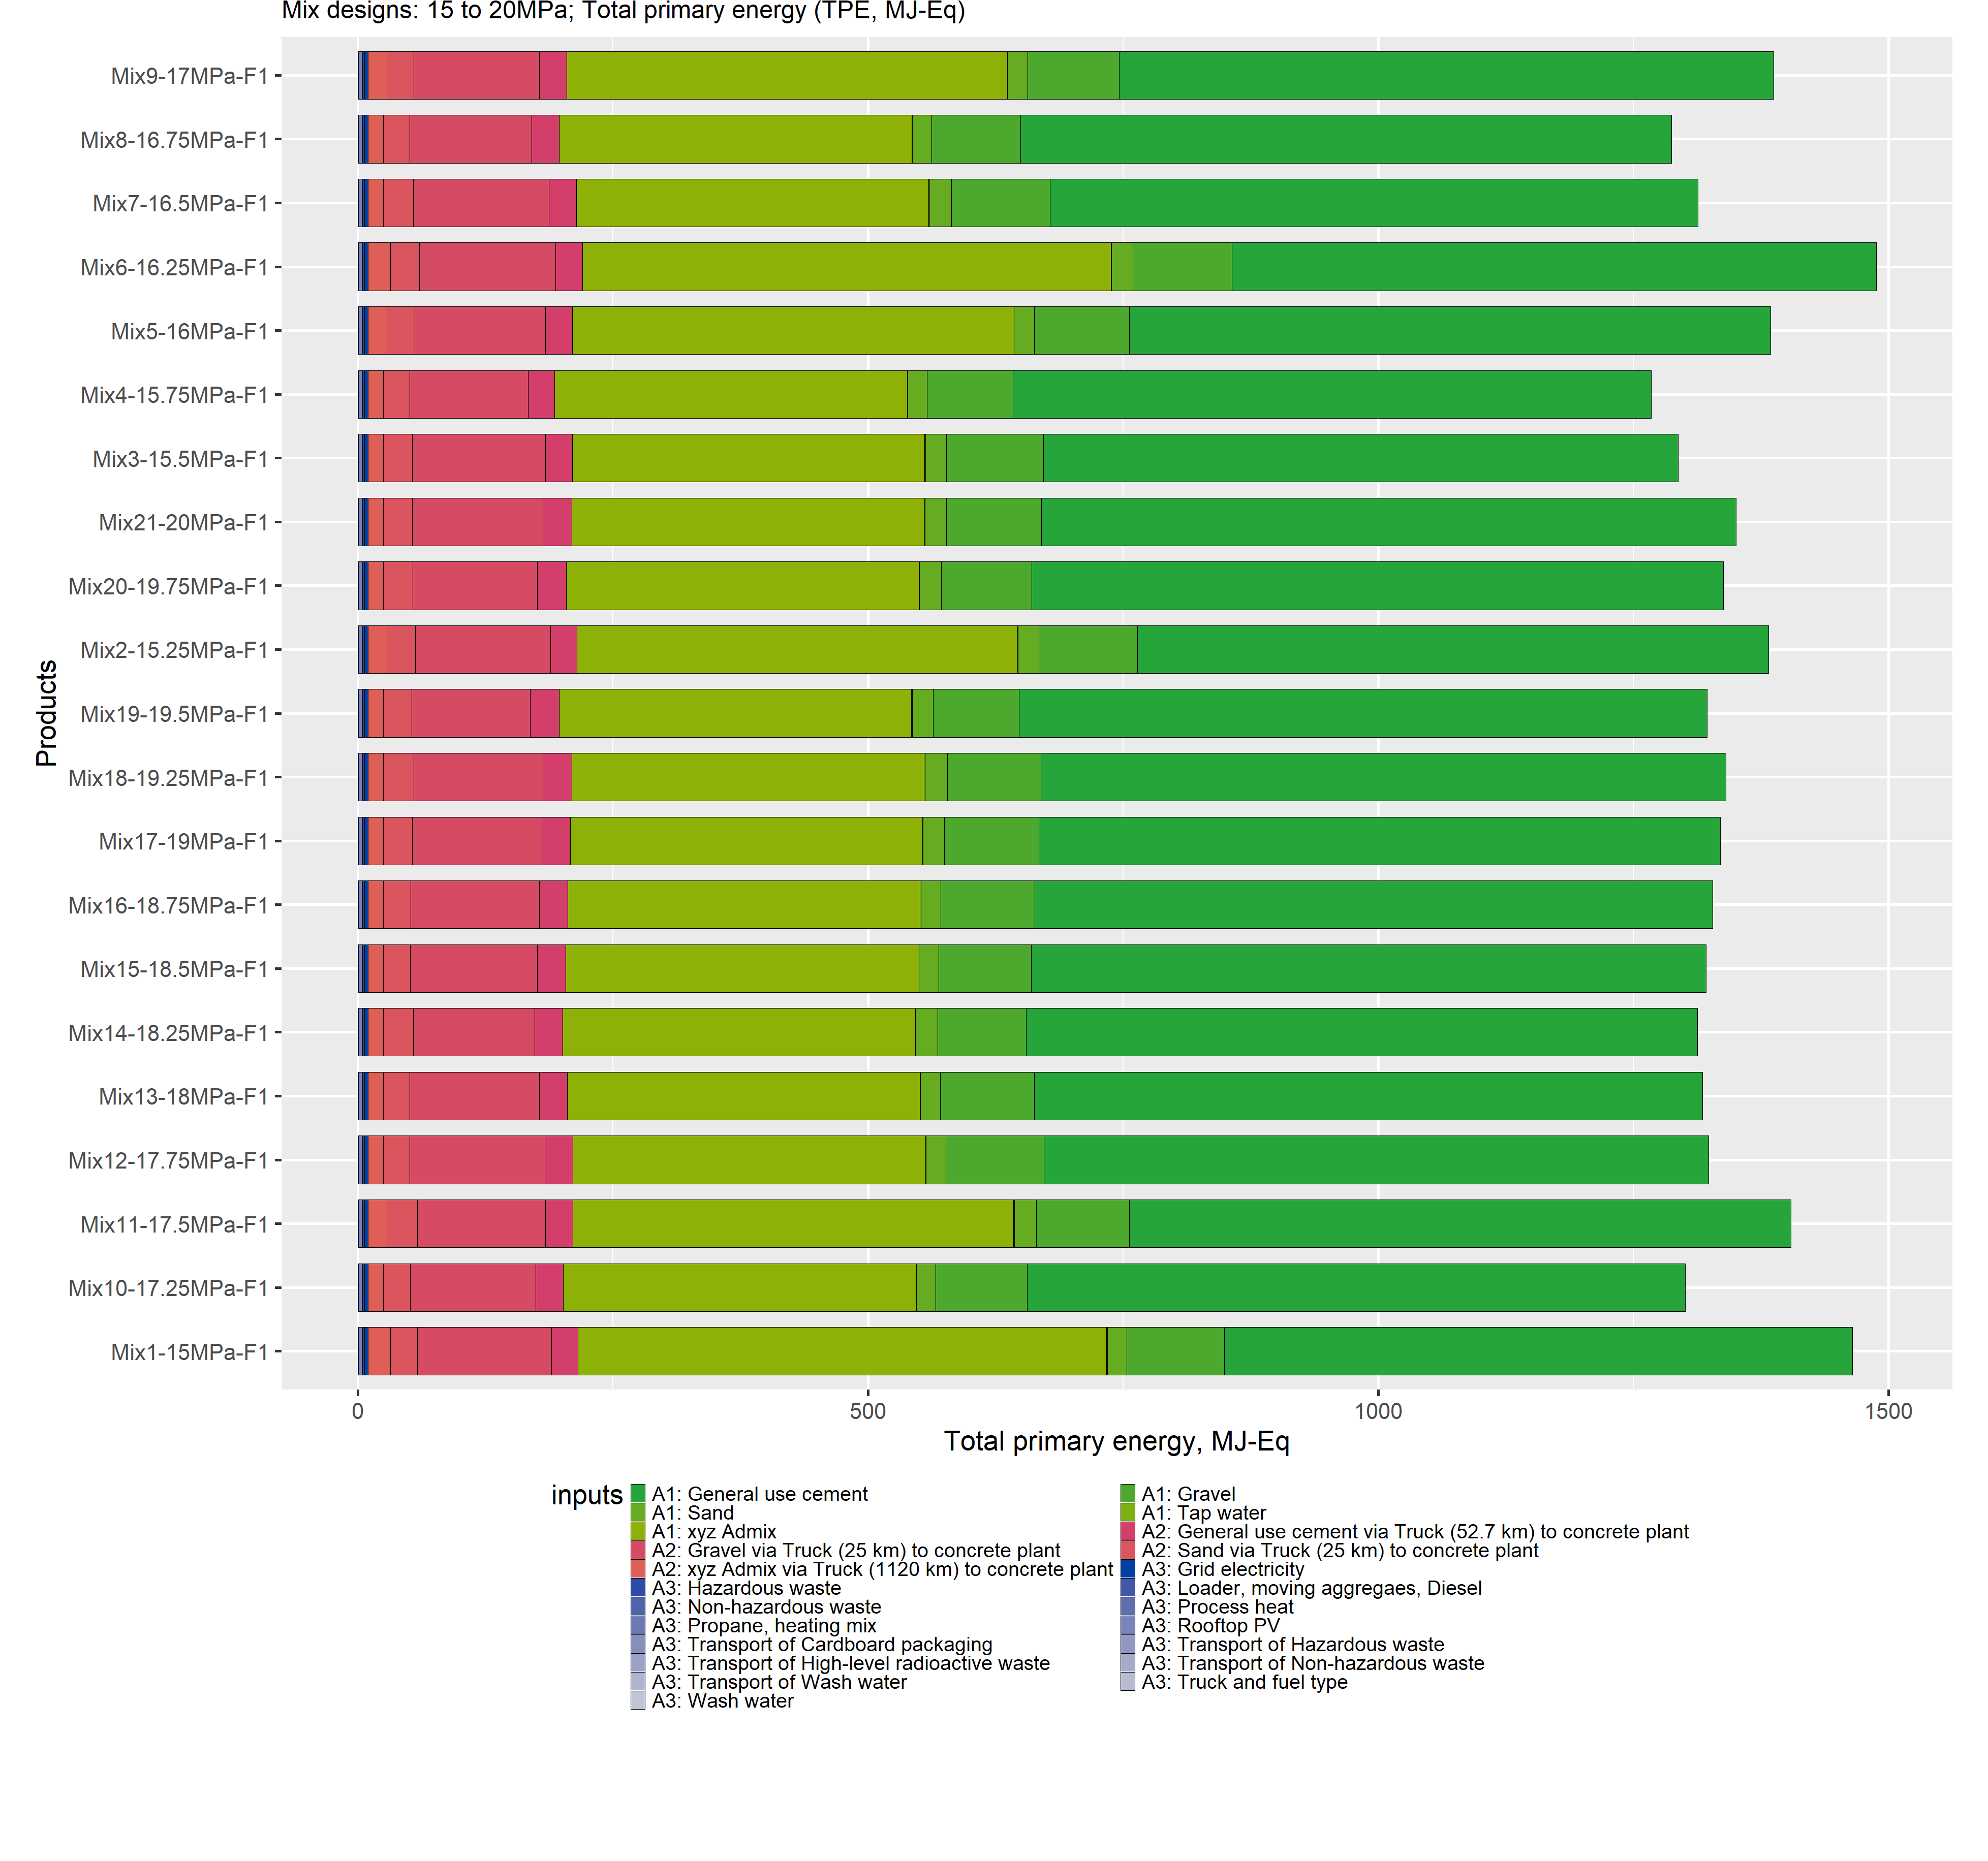 Mix designs: 15 to 20MPa; Total primary energy (TPE, MJ-Eq)
Products
Mix9-17MPa-F1
Mix8-16.75MPa-F1
Mix7-16.5MPa-F1
Mix6-16.25MPa-F1
Mix5-16MPa-F1
Mix4-15.75MPa-F1
Mix3-15.5MPa-F1
Mix21-20MPa-F1
Mix20-19.75MPa-F1
Mix2-15.25MPa-F1
Mix19-19.5MPa-F1
Mix18-19.25MPa-F1
Mix17-19MPa-F1
Mix16-18.75MPa-F1
Mix15-18.5MPa-F1
Mix14-18.25MPa-F1
Mix13-18MPa-F1
Mix12-17.75MPa-F1
Mix11-17.5MPa-F1
Mix10-17.25MPa-F1
Mix1-15MPa-F1
0 500 1000 1500
Total primary energy, MJ-Eq
inputs
A1: General use cement A1: Gravel
A1: Sand A1: Tap water
A1: xyz Admix A2: General use cement via Truck (52.7 km) to concrete plant
A2: Gravel via Truck (25 km) to concrete plant A2: Sand via Truck (25 km) to concrete plant
A2: xyz Admix via Truck (1120 km) to concrete plant A3: Grid electricity
A3: Hazardous waste A3: Loader, moving aggregaes, Diesel
A3: Non-hazardous waste A3: Process heat
A3: Propane, heating mix A3: Rooftop PV
A3: Transport of Cardboard packaging A3: Transport of Hazardous waste
A3: Transport of High-level radioactive waste A3: Transport of Non-hazardous waste
A3: Transport of Wash water A3: Truck and fuel type
A3: Wash water